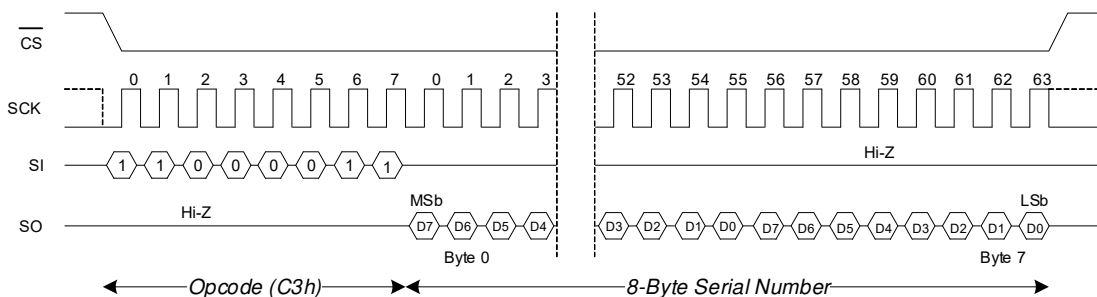 CS
0 1 2 3 4 5 6 7 0 1 2 3 52 53 54 55 56 57 58 59 60 61 62 63
SCK
Hi-Z
SI 1 1 0 0 0 0 1 1
MSb LSb
Hi-Z
SO D7 D6 D5 D4 D3 D2 D1 D0 D7 D6 D5 D4 D3 D2 D1 D0
Byte 0 Byte 7
Opcode (C3h) 8-Byte Serial Number